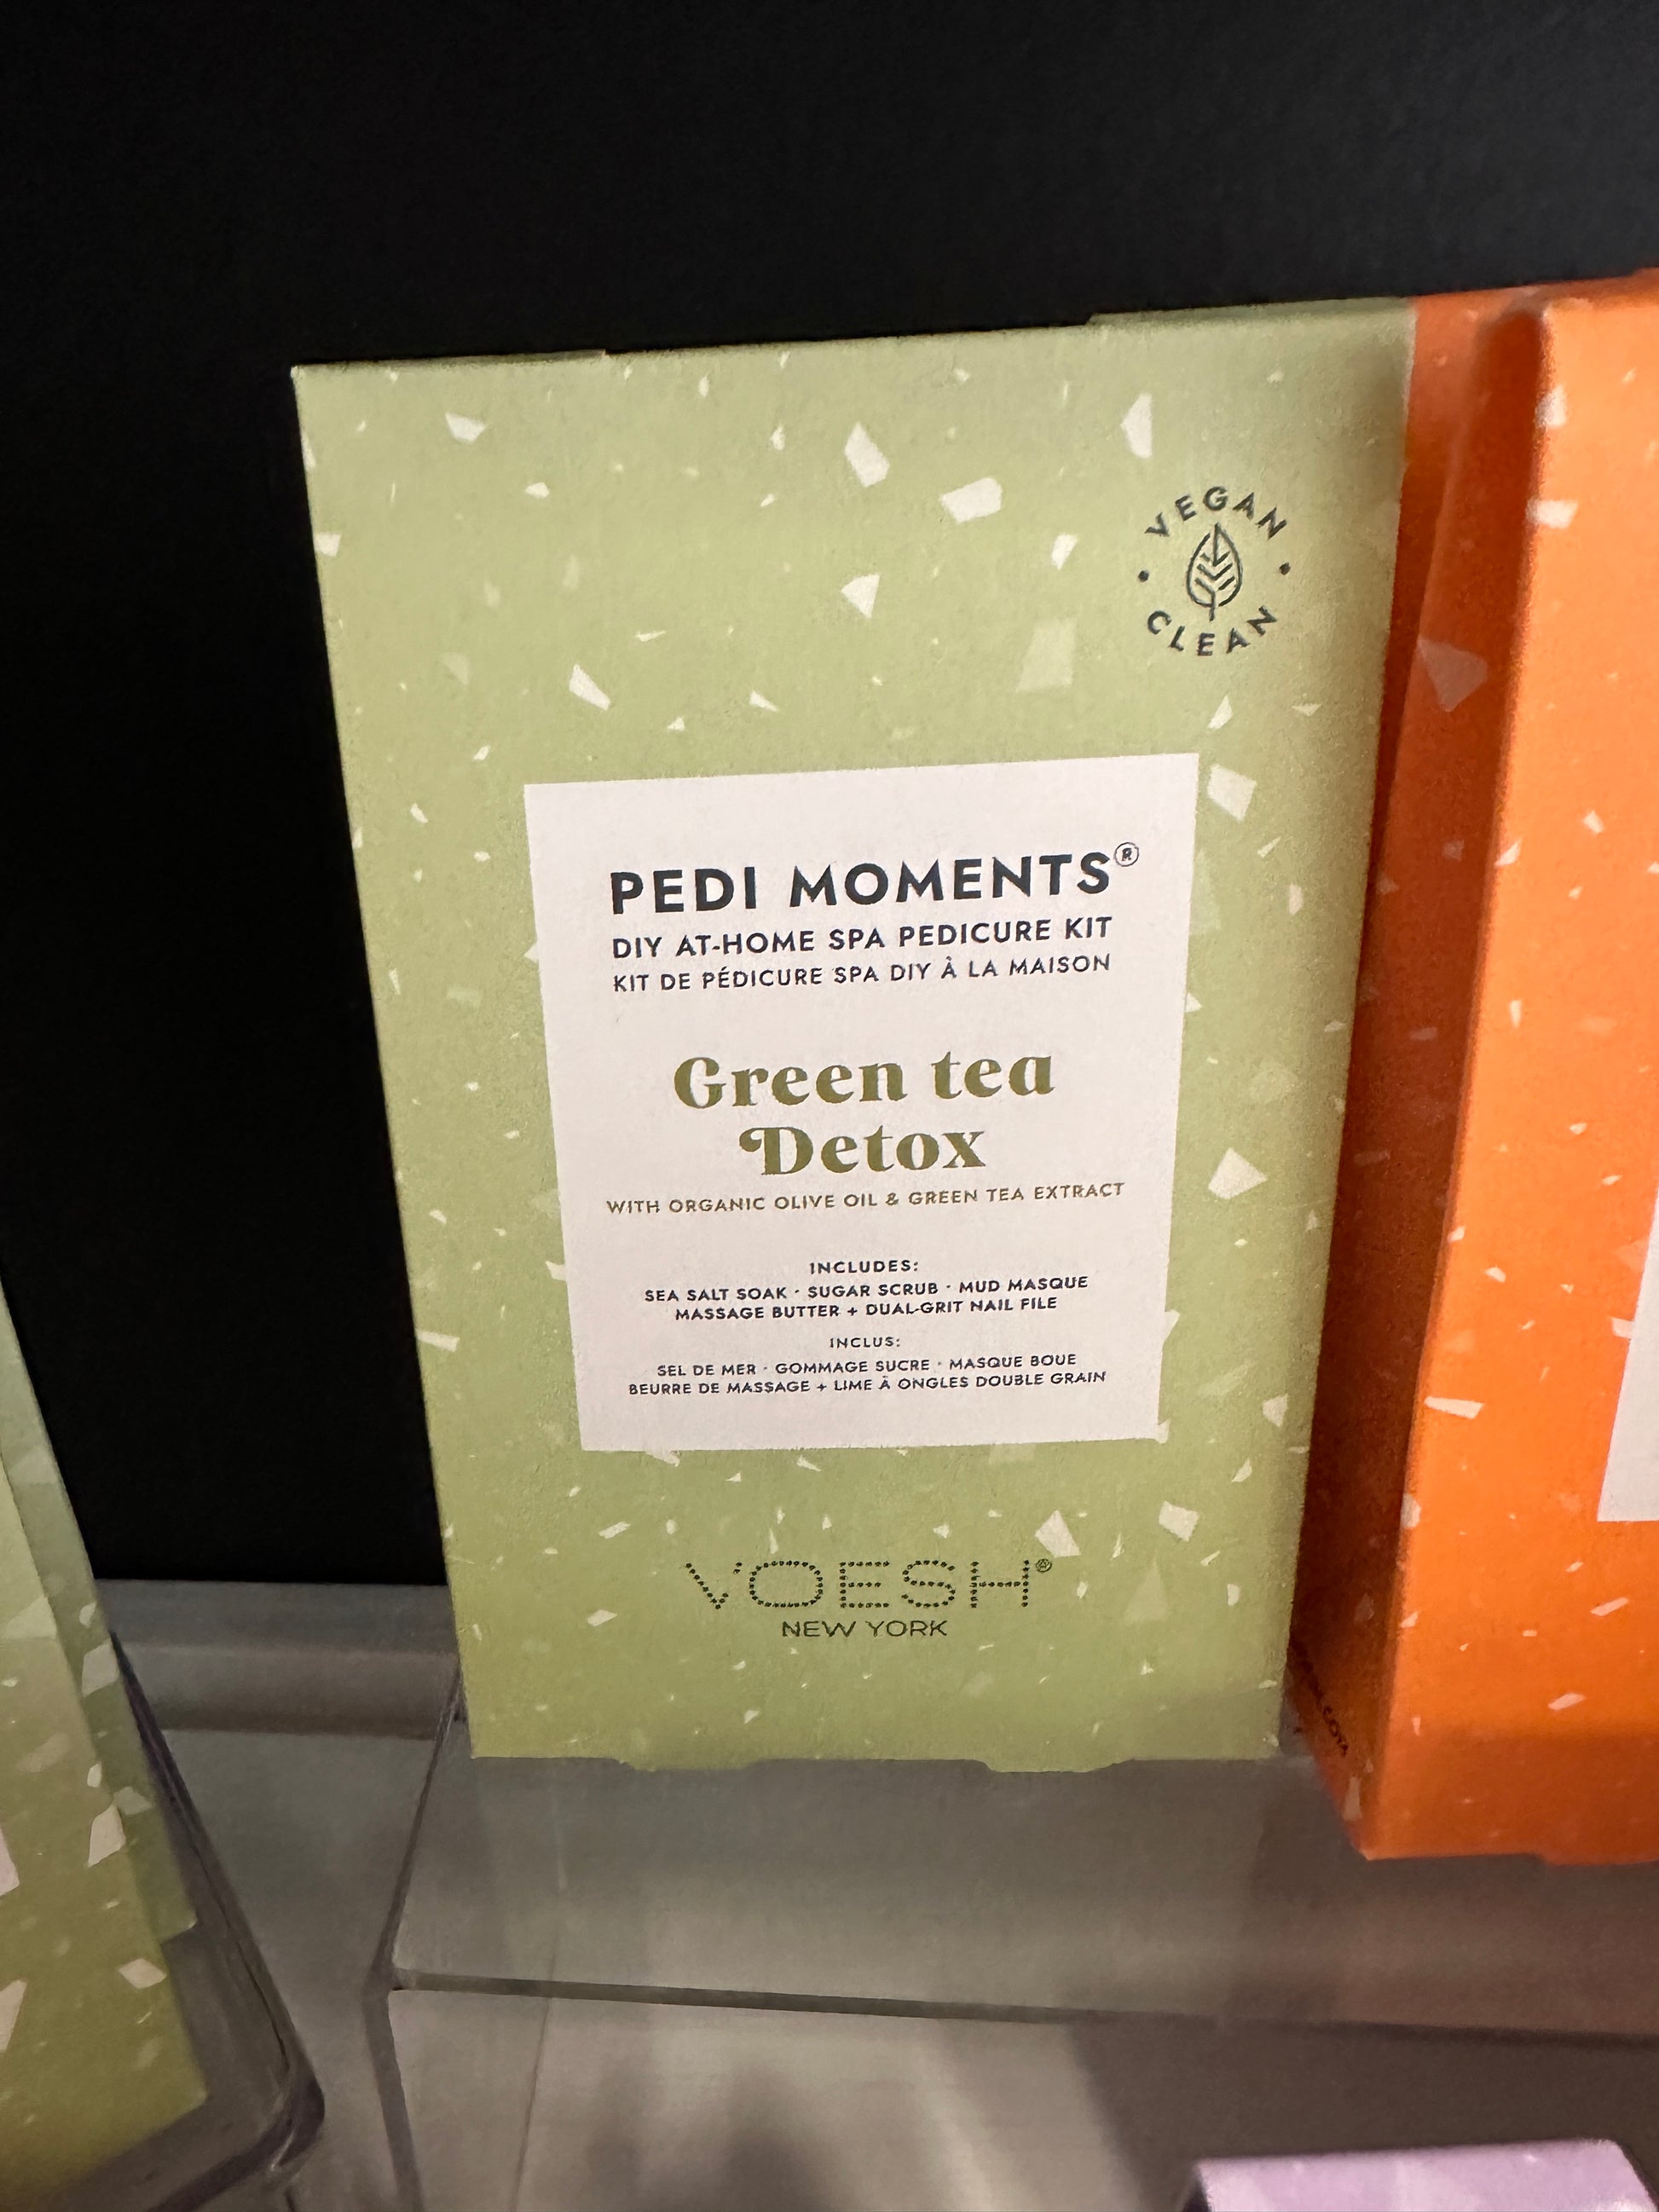 VEGAN
CLEAN
PEDI MOMENTS®
DIY AT-HOME SPA PEDICURE KIT
KIT DE PÉDICURE SPA DIY À LA MAISON
Green tea
Detox
WITH ORGANIC OLIVE OIL & GREEN TEA EXTRACT
INCLUDES:
SEA SALT SOAK · SUGAR SCRUB · MUD MASQUE
MASSAGE BUTTER + DUAL-GRIT NAIL FILE
INCLUS:
SEL DE MER · GOMMAGE SUCRE · MASQUE BOUE
BEURRE DE MASSAGE + LIME À ONGLES DOUBLE GRAIN
VOESH®
NEW YORK